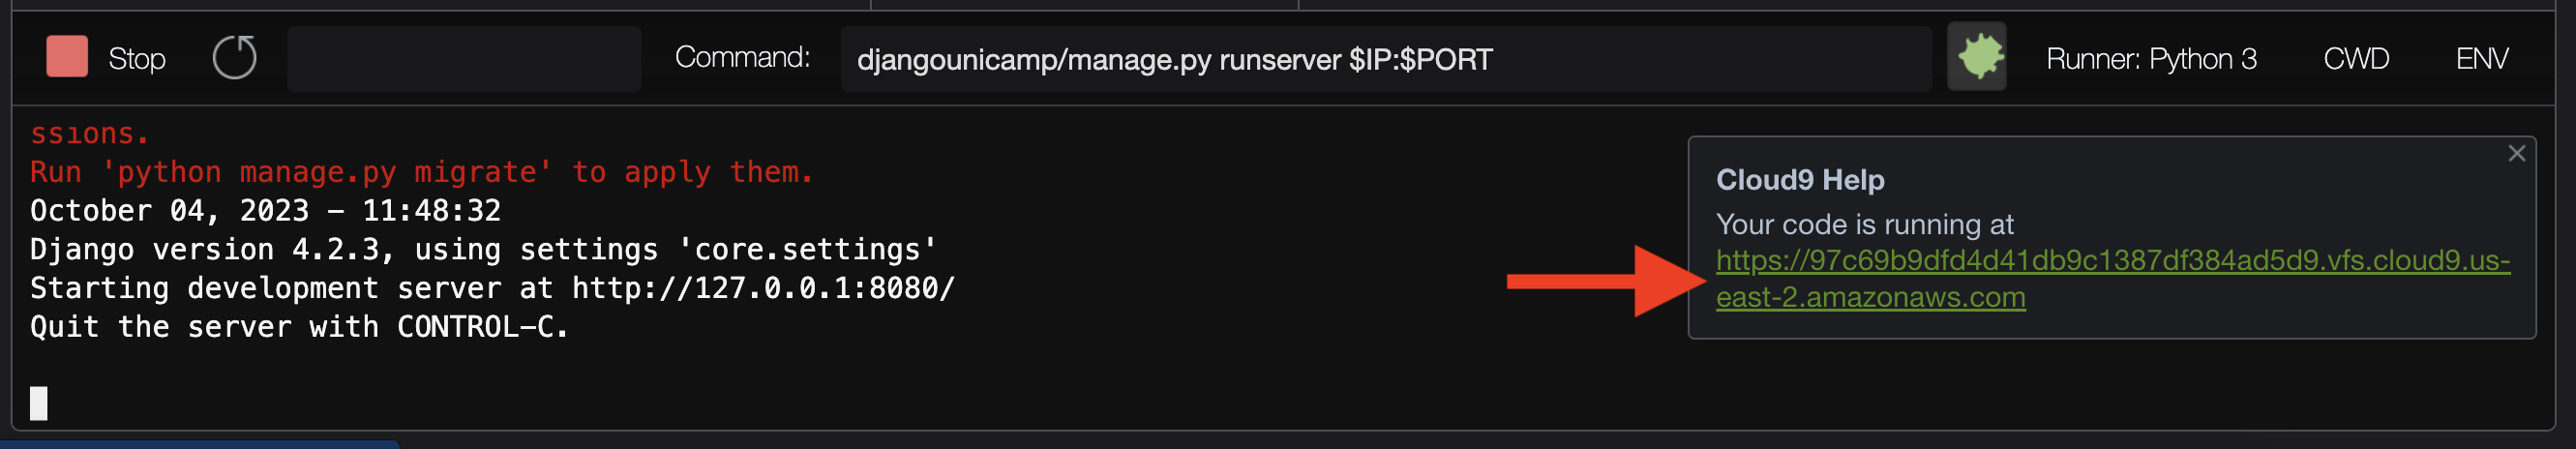 Stop
Command:
djangounicamp/manage.py runserver $IP:$PORT
Runner: Python 3
CWD
ENV
ssions.
Run 'python manage.py migrate' to apply them.
October 04, 2023 - 11:48:32
Django version 4.2.3, using settings 'core.settings'
Starting development server at http://127.0.0.1:8080/
Quit the server with CONTROL-C.
Cloud9 Help
Your code is running at
https://97c69b9dfd4d41db9c1387df384ad5d9.vfs.cloud9.us-
east-2.amazonaws.com